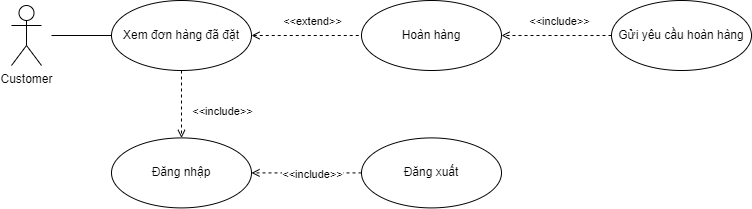 Xem đơn hàng đã đặt
<<extend>>
Hoàn hàng
<<include>>
Gửi yêu cầu hoàn hàng
Customer
<<include>>
Đăng nhập
<<include>>
Đăng xuất